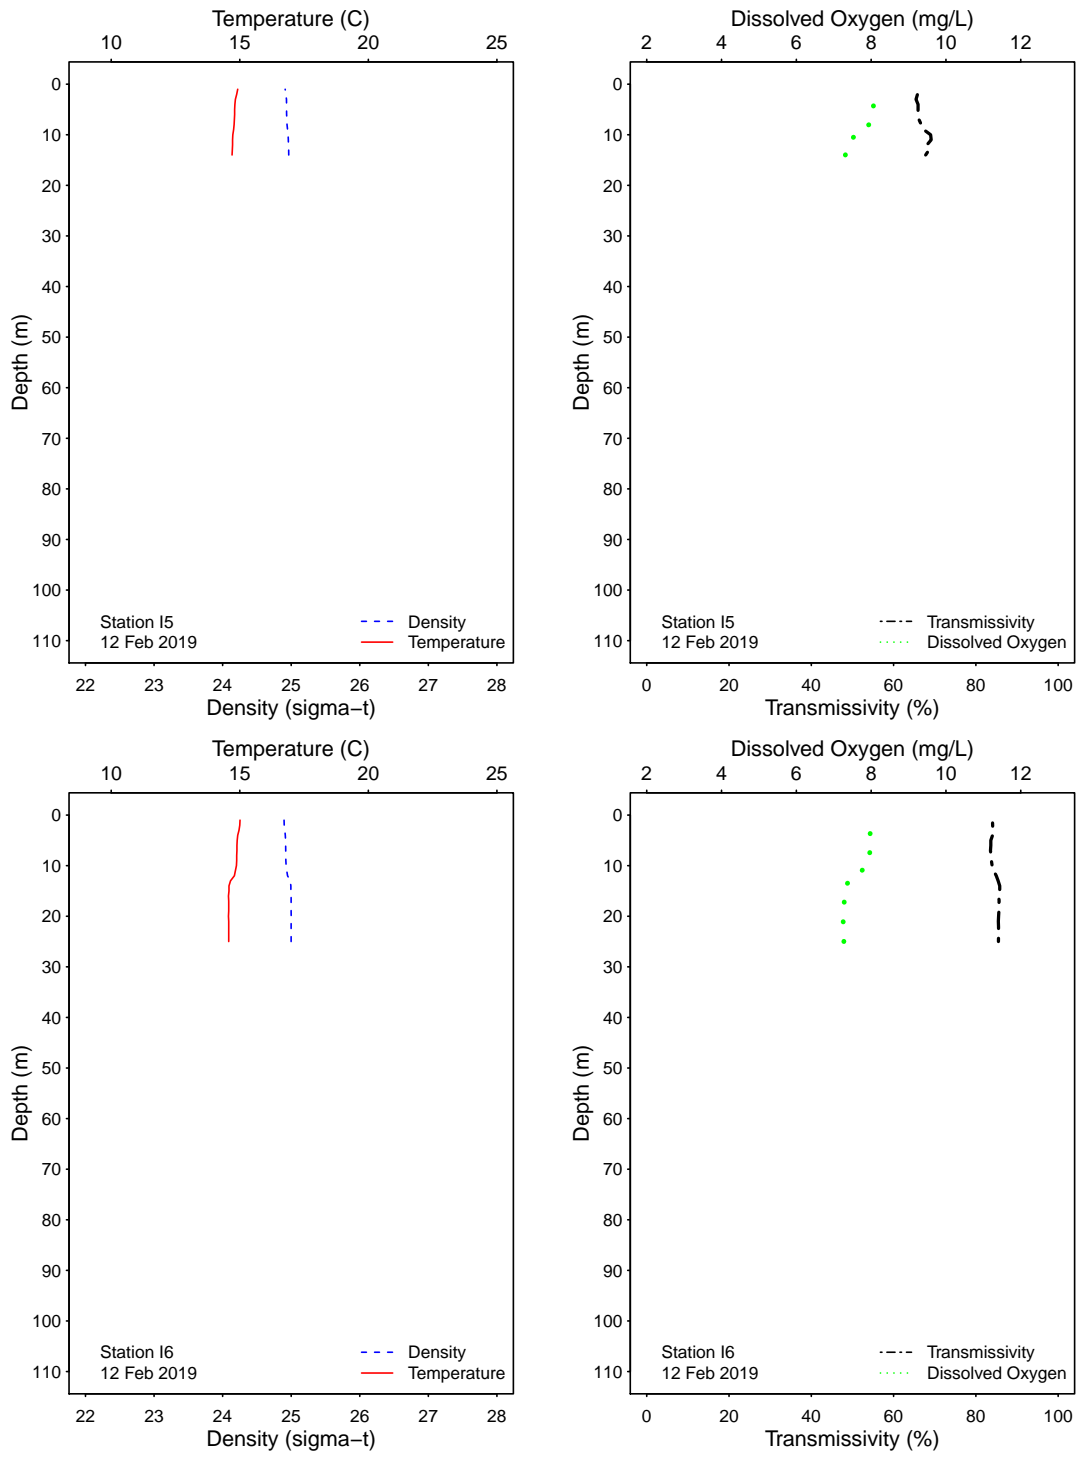 Temperature (C)
10 15 20 25
0
10
20
30
40
50
60
70
80
90
100
110
Depth (m)
Station I5
12 Feb 2019
Density
Temperature
22 23 24 25 26 27 28
Density (sigma−t)
Dissolved Oxygen (mg/L)
2 4 6 8 10 12
0
10
20
30
40
50
60
70
80
90
100
110
Depth (m)
Station I5
12 Feb 2019
Transmissivity
Dissolved Oxygen
0 20 40 60 80 100
Transmissivity (%)
Temperature (C)
10 15 20 25
0
10
20
30
40
50
60
70
80
90
100
110
Depth (m)
Station I6
12 Feb 2019
Density
Temperature
22 23 24 25 26 27 28
Density (sigma−t)
Dissolved Oxygen (mg/L)
2 4 6 8 10 12
0
10
20
30
40
50
60
70
80
90
100
110
Depth (m)
Station I6
12 Feb 2019
Transmissivity
Dissolved Oxygen
0 20 40 60 80 100
Transmissivity (%)